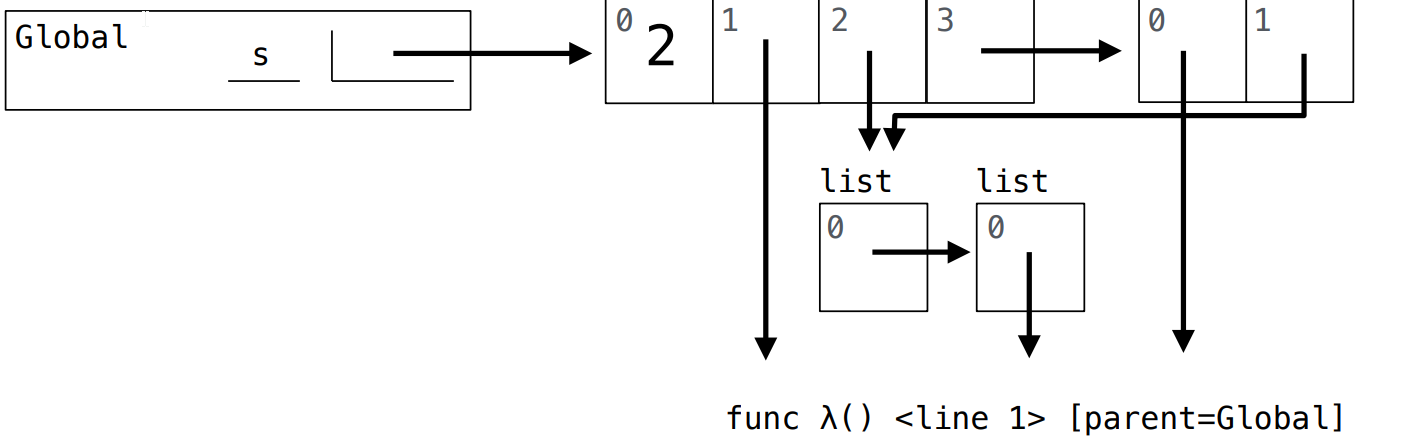 Global
s
0 2 1 2 3 0 1
list list
0 0
func λ() <line 1> [parent=Global]